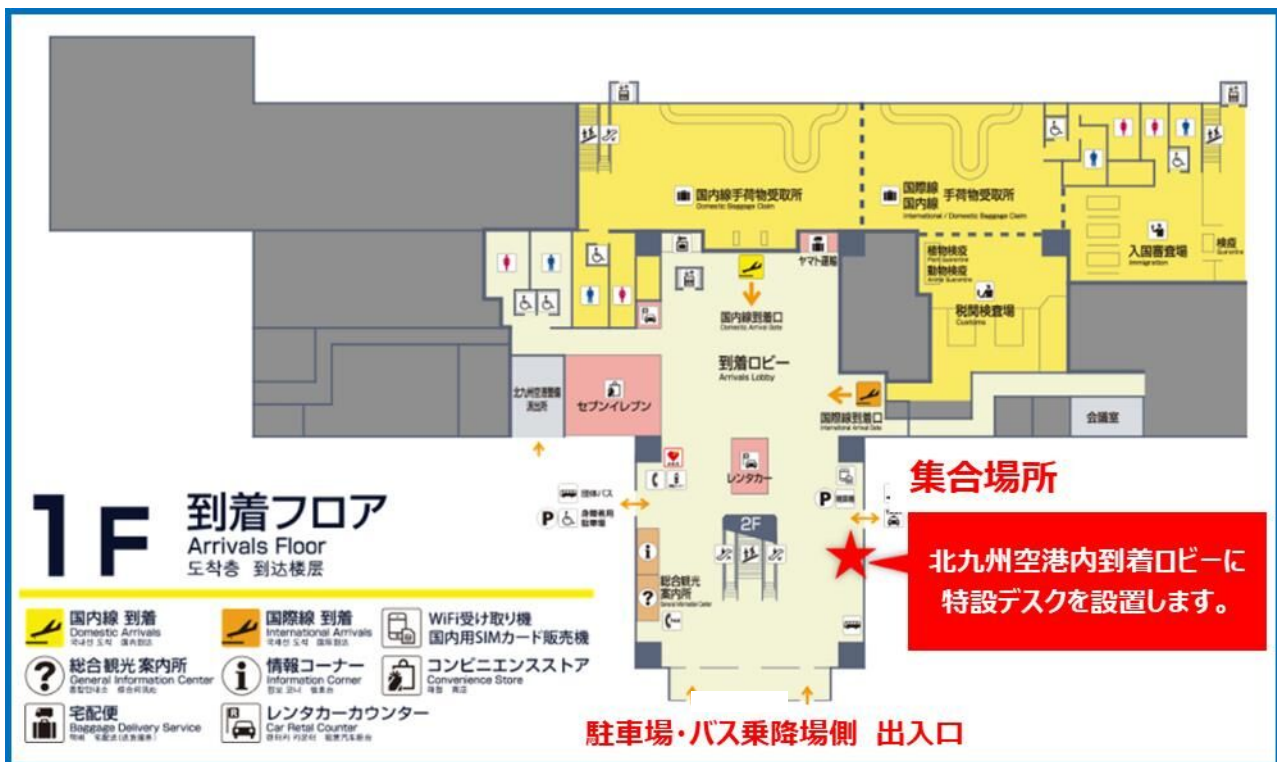 国内線手荷物受取所
Domestic Baggage Claim
国際線
国内線
手荷物受取所
International / Domestic Baggage Claim
入国審査場
Immigration
検疫
Quarantine
植物検疫
Plant Quarantine
動物検疫
Animal Quarantine
税関検査場
Customs
ヤマト運輸
国内線到着口
Domestic Arrival Gate
到着ロビー
Arrivals Lobby
国際線到着口
International Arrival Gate
北九州空港警備
派出所
セブンイレブン
会議室
レンタカー
団体バス
P
身障者用
駐車場
P
精算機
2F
総合観光
案内所
General Information Center
集合場所
北九州空港内到着ロビーに
特設デスクを設置します。
駐車場・バス乗降場側 出入口
1F
到着フロア
Arrivals Floor
도착층 到达楼层
国内線 到着
Domestic Arrivals
国際線 到着
International Arrivals
WiFi受け取り機
国内用SIMカード販売機
総合観光案内所
General Information Center
情報コーナー
Information Corner
コンビニエンスストア
Convenience Store
宅配便
Baggage Delivery Service
レンタカーカウンター
Car Retal Counter